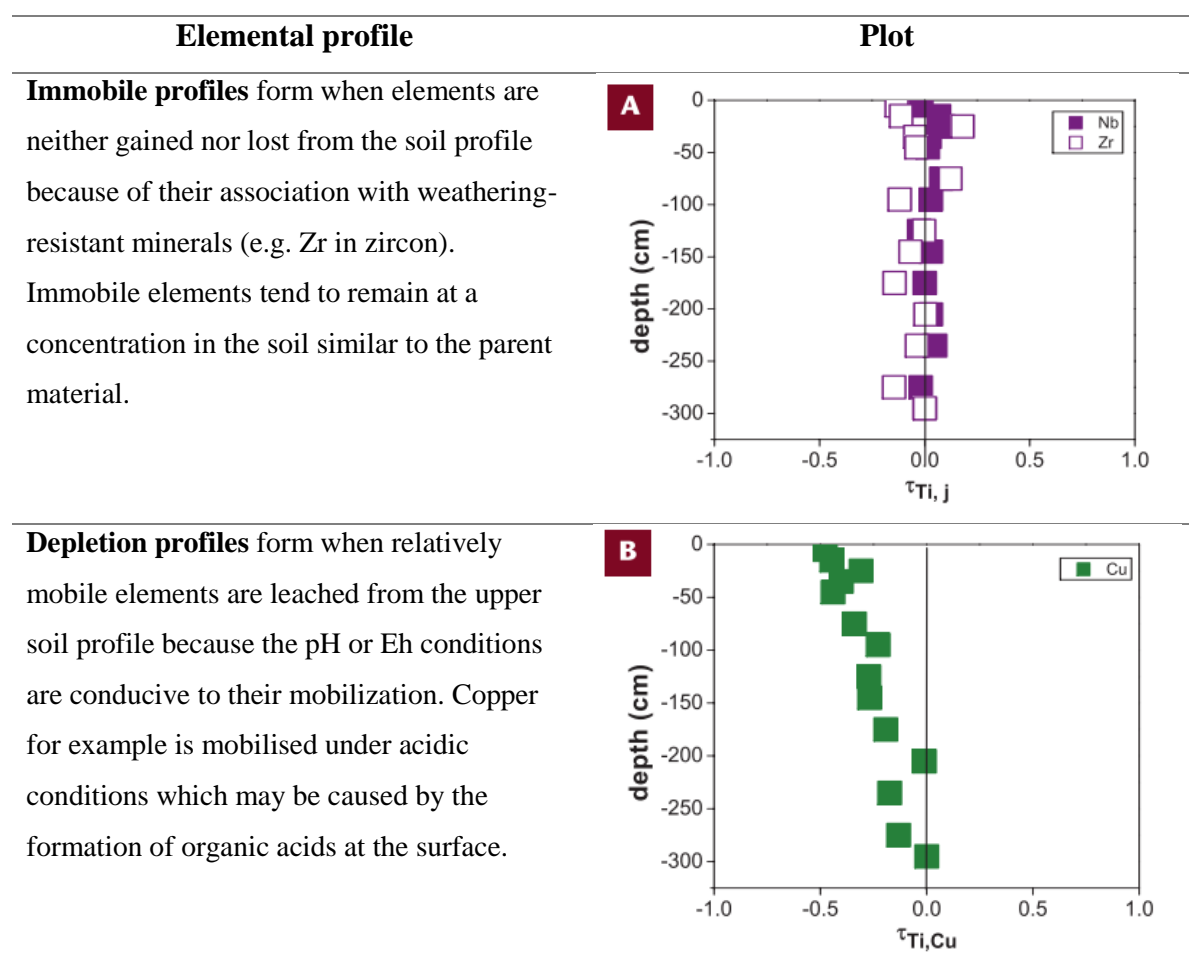 Elemental profile
Plot
Immobile profiles form when elements are
neither gained nor lost from the soil profile
because of their association with weathering-
resistant minerals (e.g. Zr in zircon).
Immobile elements tend to remain at a
concentration in the soil similar to the parent
material.
A
Nb
Zr
0
-50
-100
-150
-200
-250
-300
depth (cm)
-1.0
-0.5
0.0
0.5
1.0
τTi, j
Depletion profiles form when relatively
mobile elements are leached from the upper
soil profile because the pH or Eh conditions
are conducive to their mobilization. Copper
for example is mobilised under acidic
conditions which may be caused by the
formation of organic acids at the surface.
B
Cu
0
-50
-100
-150
-200
-250
-300
depth (cm)
-1.0
-0.5
0.0
0.5
1.0
τTi,Cu